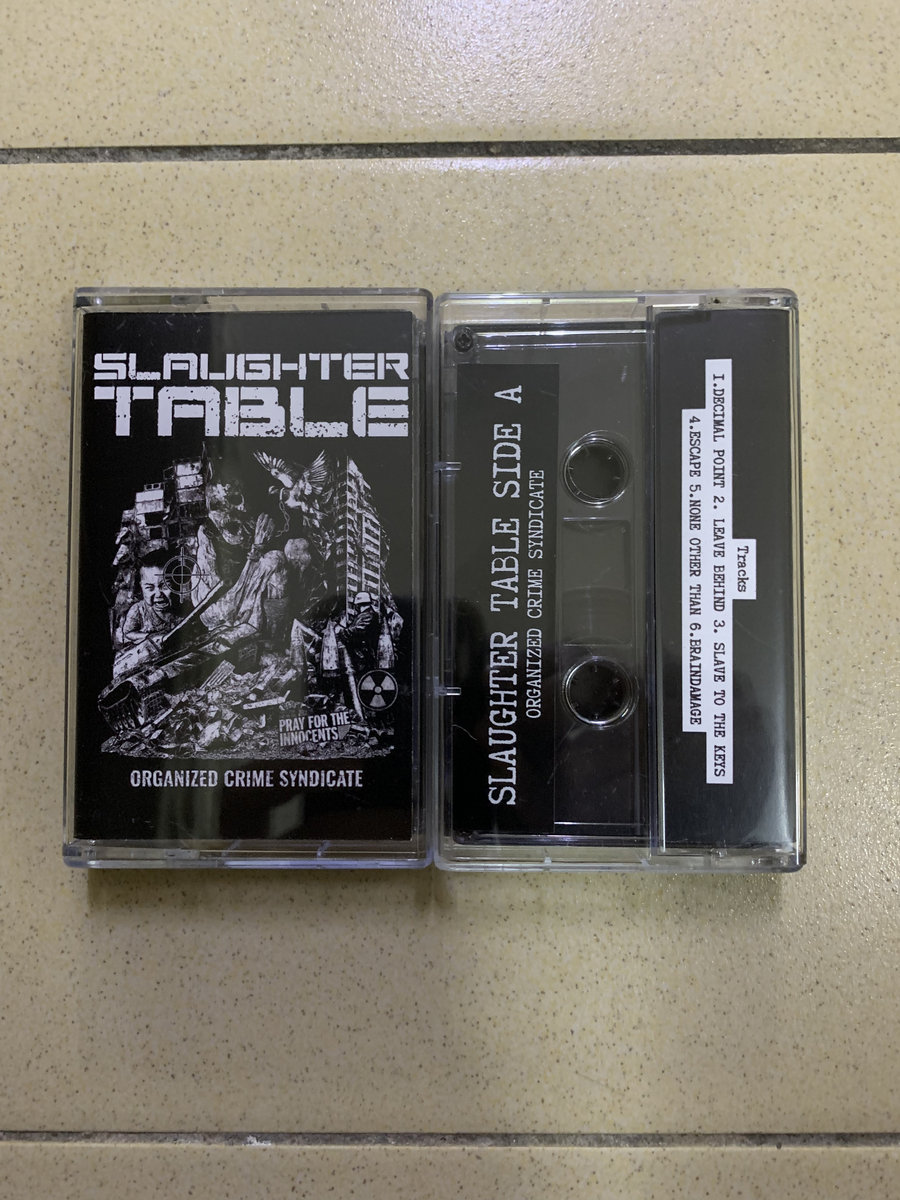 SLAUGHTER
TABLE
PRAY FOR THE
INNOCENTS
ORGANIZED CRIME SYNDICATE
SLAUGHTER TABLE SIDE A
ORGANIZED CRIME SYNDICATE
Tracks
1.DECIMAL POINT 2. LEAVE BEHIND 3. SLAVE TO THE KEYS
4.ESCAPE 5.NONE OTHER THAN 6.BRAINDAMAGE